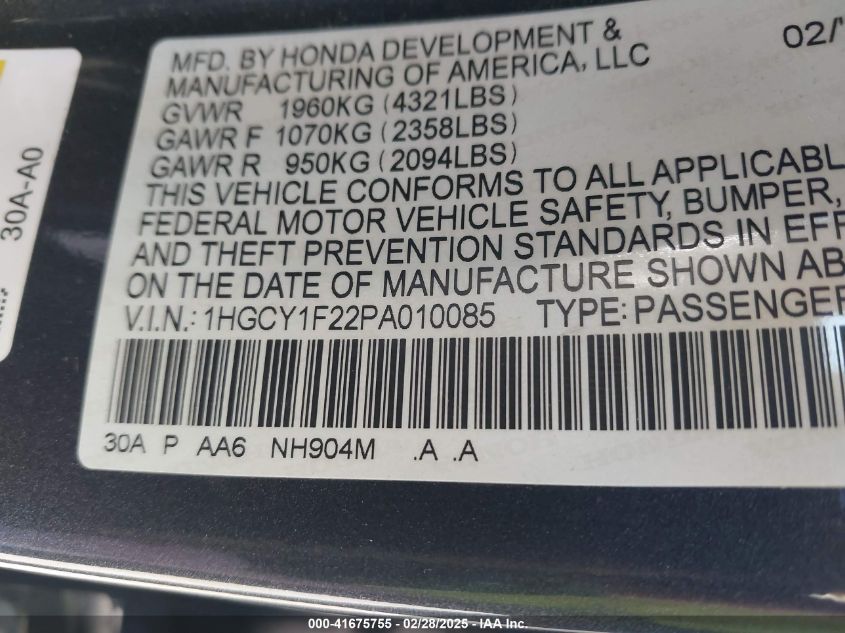 MFD. BY HONDA DEVELOPMENT & 02/
MANUFACTURING OF AMERICA, LLC
GVWR 1960KG (4321LBS)
GAWR F 1070KG (2358LBS)
GAWR R 950KG (2094LBS)
THIS VEHICLE CONFORMS TO ALL APPLICABL
FEDERAL MOTOR VEHICLE SAFETY, BUMPER,
AND THEFT PREVENTION STANDARDS IN EFF
ON THE DATE OF MANUFACTURE SHOWN AB
V.I.N.: 1HGCY1F22PA010085 TYPE: PASSENGER
30A P AA6 NH904M .A .A
30A-A0
000-41675755 - 02/28/2025 - IAA Inc.